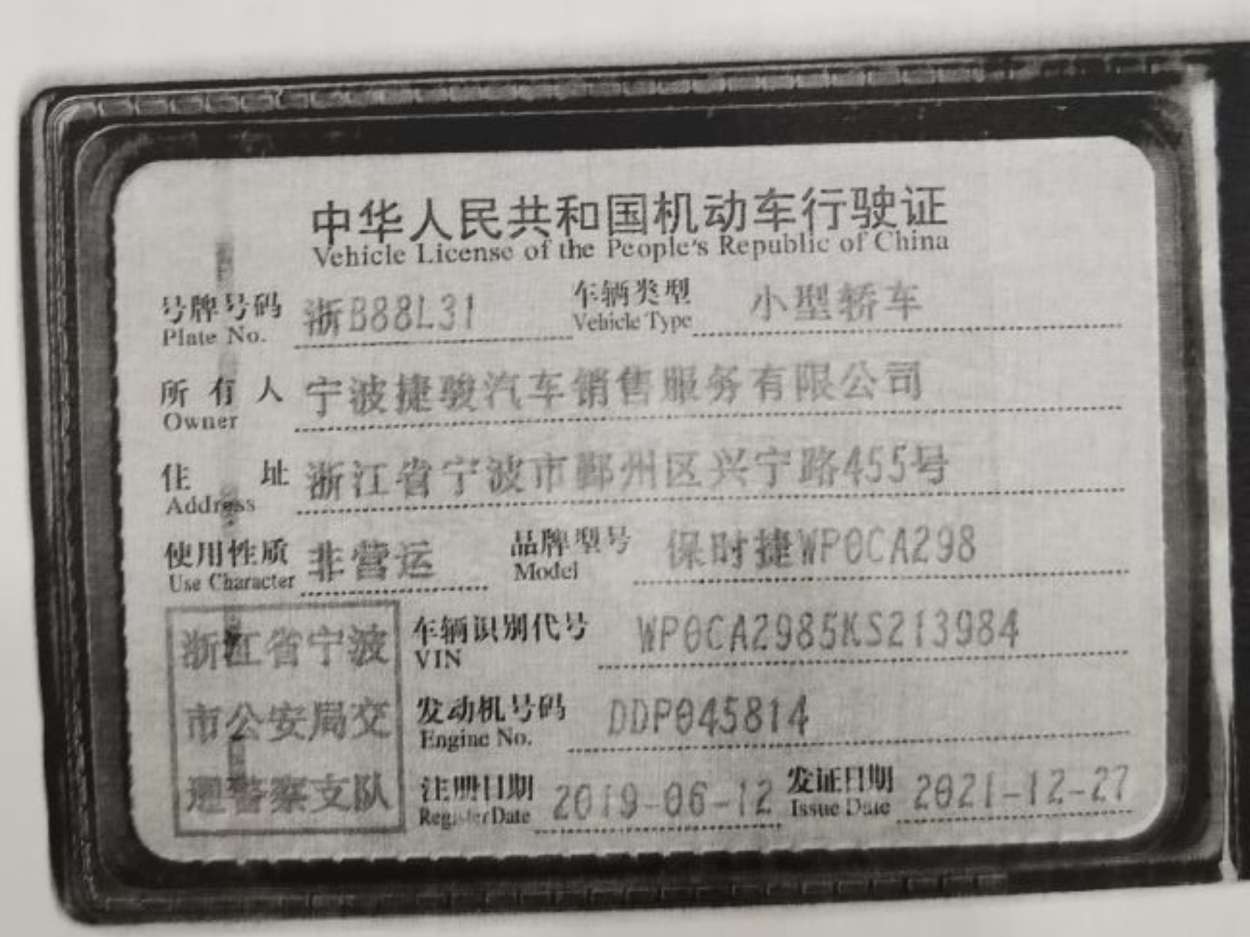 中华人民共和国机动车行驶证
Vehicle License of the People's Republic of China
号牌号码 浙B88L31 车辆类型 小型轿车
Plate No. Vehicle Type
所有人 宁波捷骏汽车销售服务有限公司
Owner
住址 浙江省宁波市鄞州区兴宁路455号
Address
使用性质 非营运 品牌型号 保时捷WP0CA298
Use Character Model
浙江省宁波
市公安局交
通警察支队
车辆识别代号 WP0CA2985KS213984
VIN
发动机号码 DDP045814
Engine No.
注册日期 2019-06-12 发证日期 2021-12-27
Register Date Issue Date